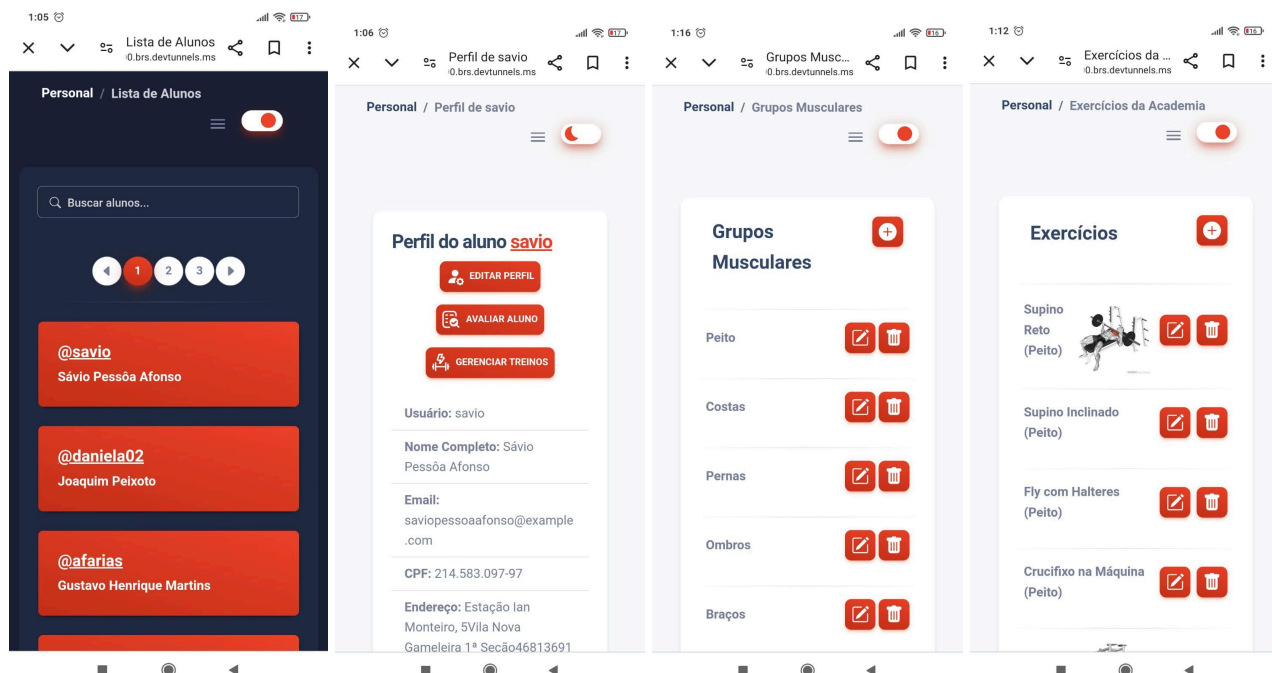 1:05
17
Lista de Alunos
0.brs.devtunnels.ms
Personal / Lista de Alunos
Buscar alunos...
1 2 3
@savio
Sávio Pessôa Afonso
@daniela02
Joaquim Peixoto
@afarias
Gustavo Henrique Martins
1:06
17
Perfil de savio
0.brs.devtunnels.ms
Personal / Perfil de savio
Perfil do aluno savio
EDITAR PERFIL
AVALIAR ALUNO
GERENCIAR TREINOS
Usuário: savio
Nome Completo: Sávio
Pessôa Afonso
Email:
saviopessoaafonso@example
.com
CPF: 214.583.097-97
Endereço: Estação Ian
Monteiro, 5Vila Nova
Gameleira 1ª Secão46813691
1:16
16
Grupos Musc...
0.brs.devtunnels.ms
Personal / Grupos Musculares
Grupos
Musculares
Peito
Costas
Pernas
Ombros
Braços
1:12
16
Exercícios da ...
0.brs.devtunnels.ms
Personal / Exercícios da Academia
Exercícios
Supino
Reto
(Peito)
Supino Inclinado
(Peito)
Fly com Halteres
(Peito)
Crucifixo na Máquina
(Peito)